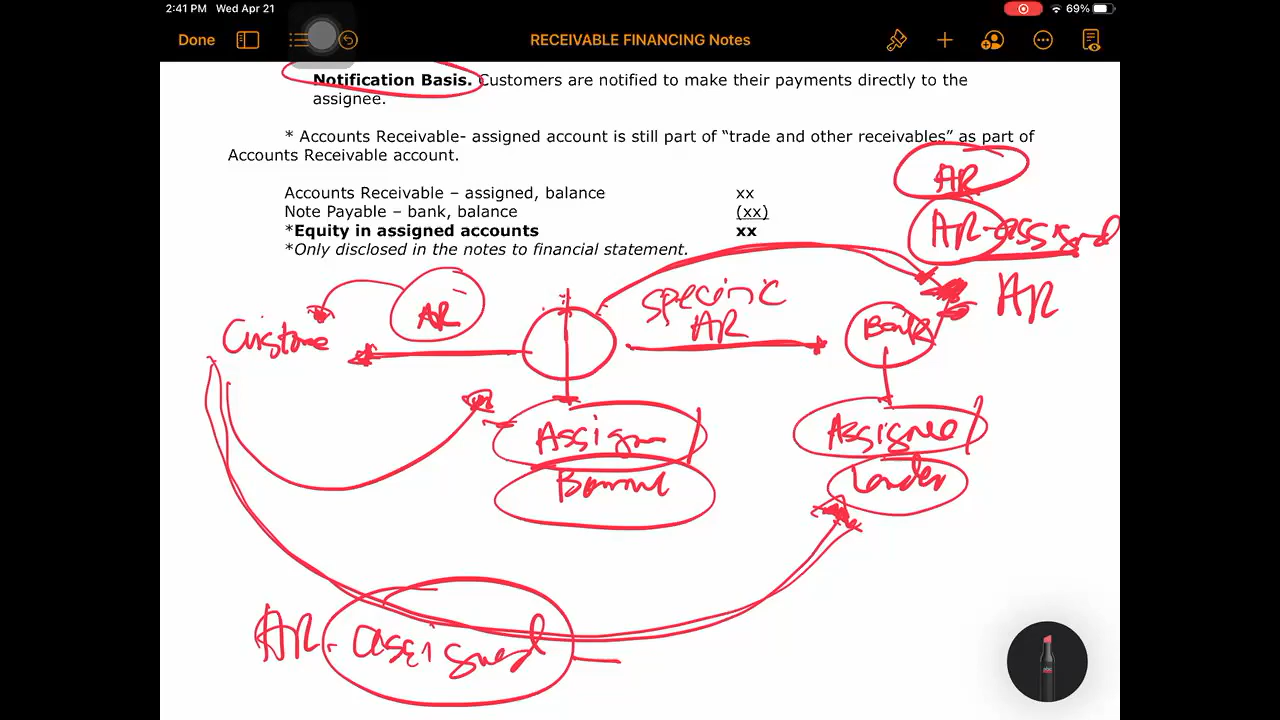 2:41 PM Wed Apr 21 69%
Done RECEIVABLE FINANCING Notes
Notification Basis. Customers are notified to make their payments directly to the
assignee.
* Accounts Receivable- assigned account is still part of “trade and other receivables” as part of
Accounts Receivable account.
Accounts Receivable – assigned, balance xx
Note Payable – bank, balance (xx)
*Equity in assigned accounts xx
*Only disclosed in the notes to financial statement.
AR
AR-assigned
AR
AR
specific
AR
Bank
Assignee
Lender
AR-assigned